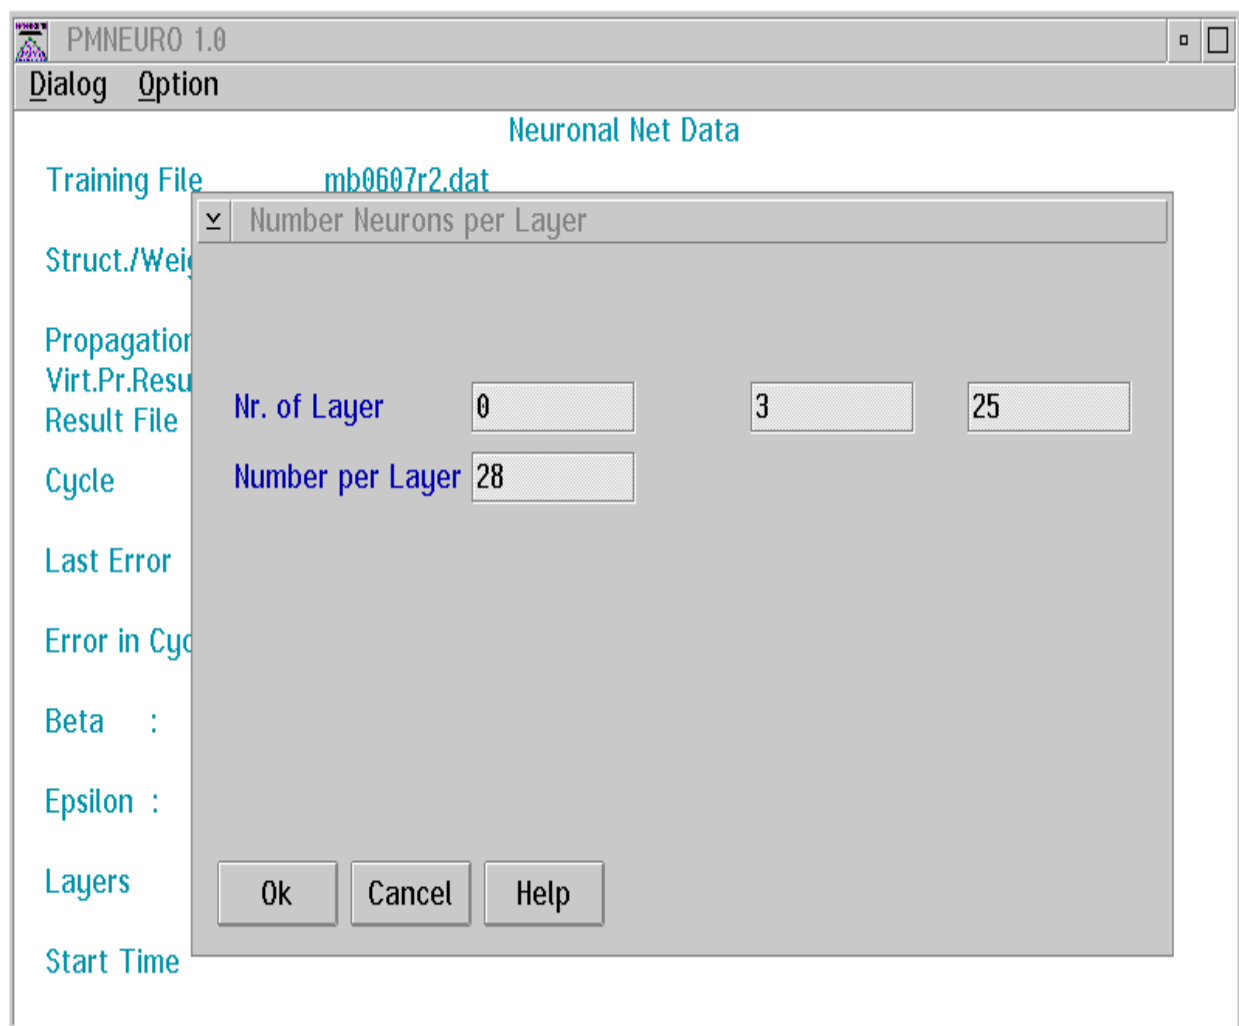 PMNEURO 1.0
Dialog Option
Neuronal Net Data
Training File mb0607r2.dat
Number Neurons per Layer
Struct./Weig
Propagation
Virt.Pr.Resu
Nr. of Layer 0 3 25
Result File
Number per Layer 28
Cycle
Last Error
Error in Cyc
Beta :
Epsilon :
Layers
Ok Cancel Help
Start Time